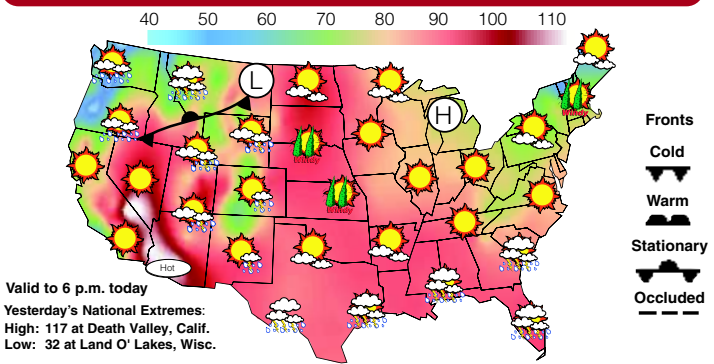 40 50 60 70 80 90 100 110
L
H
Windy
Windy
Windy
Hot
Fronts
Cold
Warm
Stationary
Occluded
Valid to 6 p.m. today
Yesterday's National Extremes:
High: 117 at Death Valley, Calif.
Low: 32 at Land O' Lakes, Wisc.